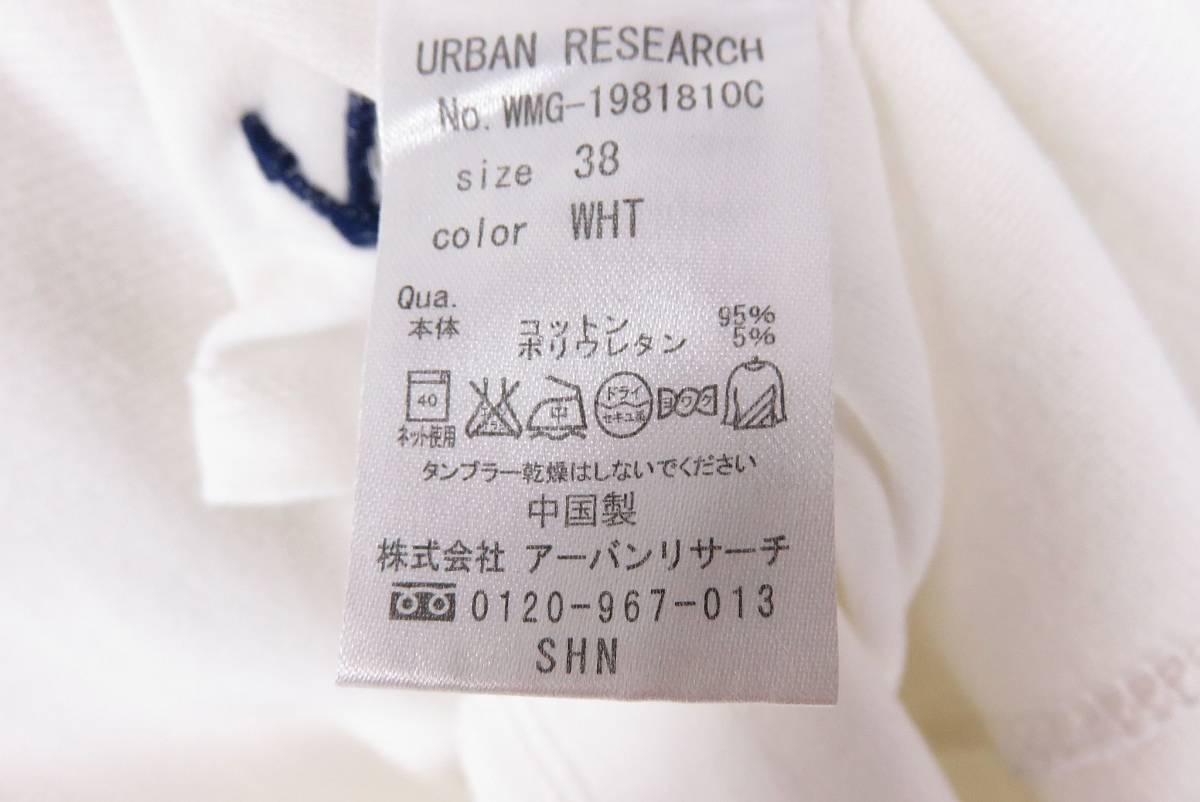 URBAN RESEARCH
No. WMG-1981810C
size 38
color WHT
Qua.
本体 コットン 95%
ポリウレタン 5%
40 中 ドライ セキユ系 ヨワク
ネット使用
タンブラー乾燥はしないでください
中国製
株式会社 アーバンリサーチ
0120-967-013
SHN